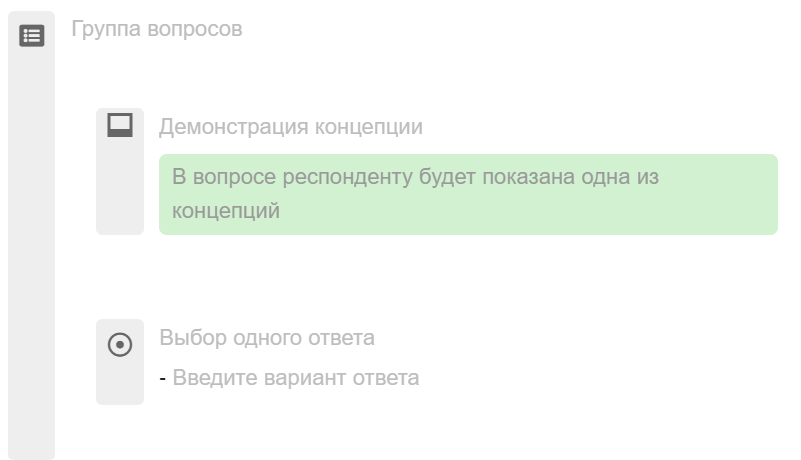 Группа вопросов
Демонстрация концепции
В вопросе респонденту будет показана одна из
концепций
Выбор одного ответа
- Введите вариант ответа